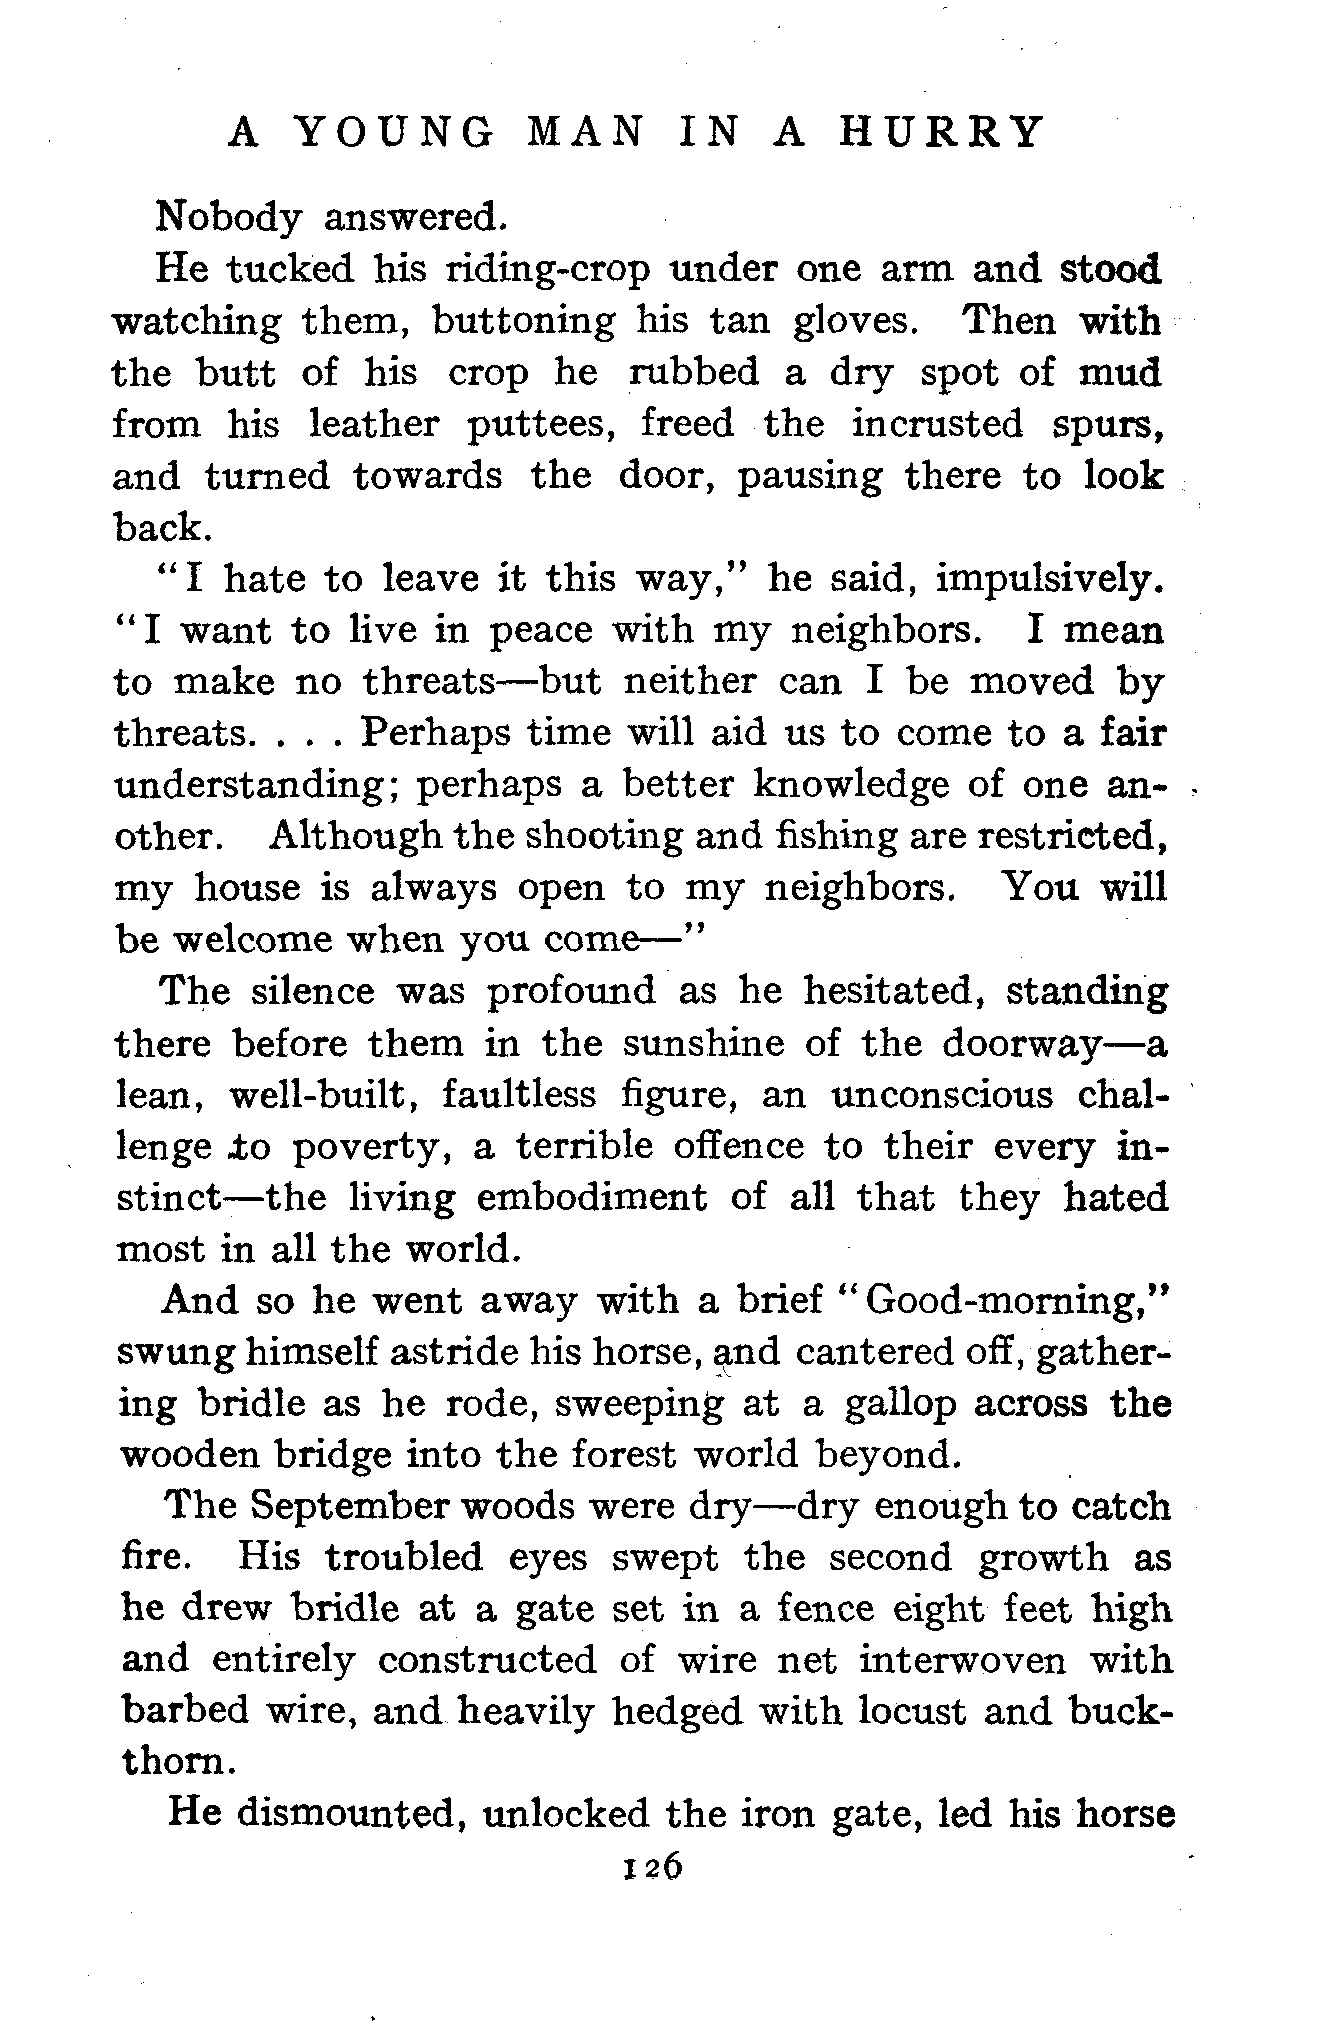 A YOUNG MAN IN A HURRY
Nobody answered.
He tucked his riding-crop under one arm and stood
watching them, buttoning his tan gloves. Then with
the butt of his crop he rubbed a dry spot of mud
from his leather puttees, freed the incrusted spurs,
and turned towards the door, pausing there to look
back.
"I hate to leave it this way," he said, impulsively.
"I want to live in peace with my neighbors. I mean
to make no threats—but neither can I be moved by
threats. . . . Perhaps time will aid us to come to a fair
understanding; perhaps a better knowledge of one an-
other. Although the shooting and fishing are restricted,
my house is always open to my neighbors. You will
be welcome when you come—"
The silence was profound as he hesitated, standing
there before them in the sunshine of the doorway—a
lean, well-built, faultless figure, an unconscious chal-
lenge to poverty, a terrible offence to their every in-
stinct—the living embodiment of all that they hated
most in all the world.
And so he went away with a brief "Good-morning,"
swung himself astride his horse, and cantered off, gather-
ing bridle as he rode, sweeping at a gallop across the
wooden bridge into the forest world beyond.
The September woods were dry—dry enough to catch
fire. His troubled eyes swept the second growth as
he drew bridle at a gate set in a fence eight feet high
and entirely constructed of wire net interwoven with
barbed wire, and heavily hedged with locust and buck-
thorn.
He dismounted, unlocked the iron gate, led his horse
126